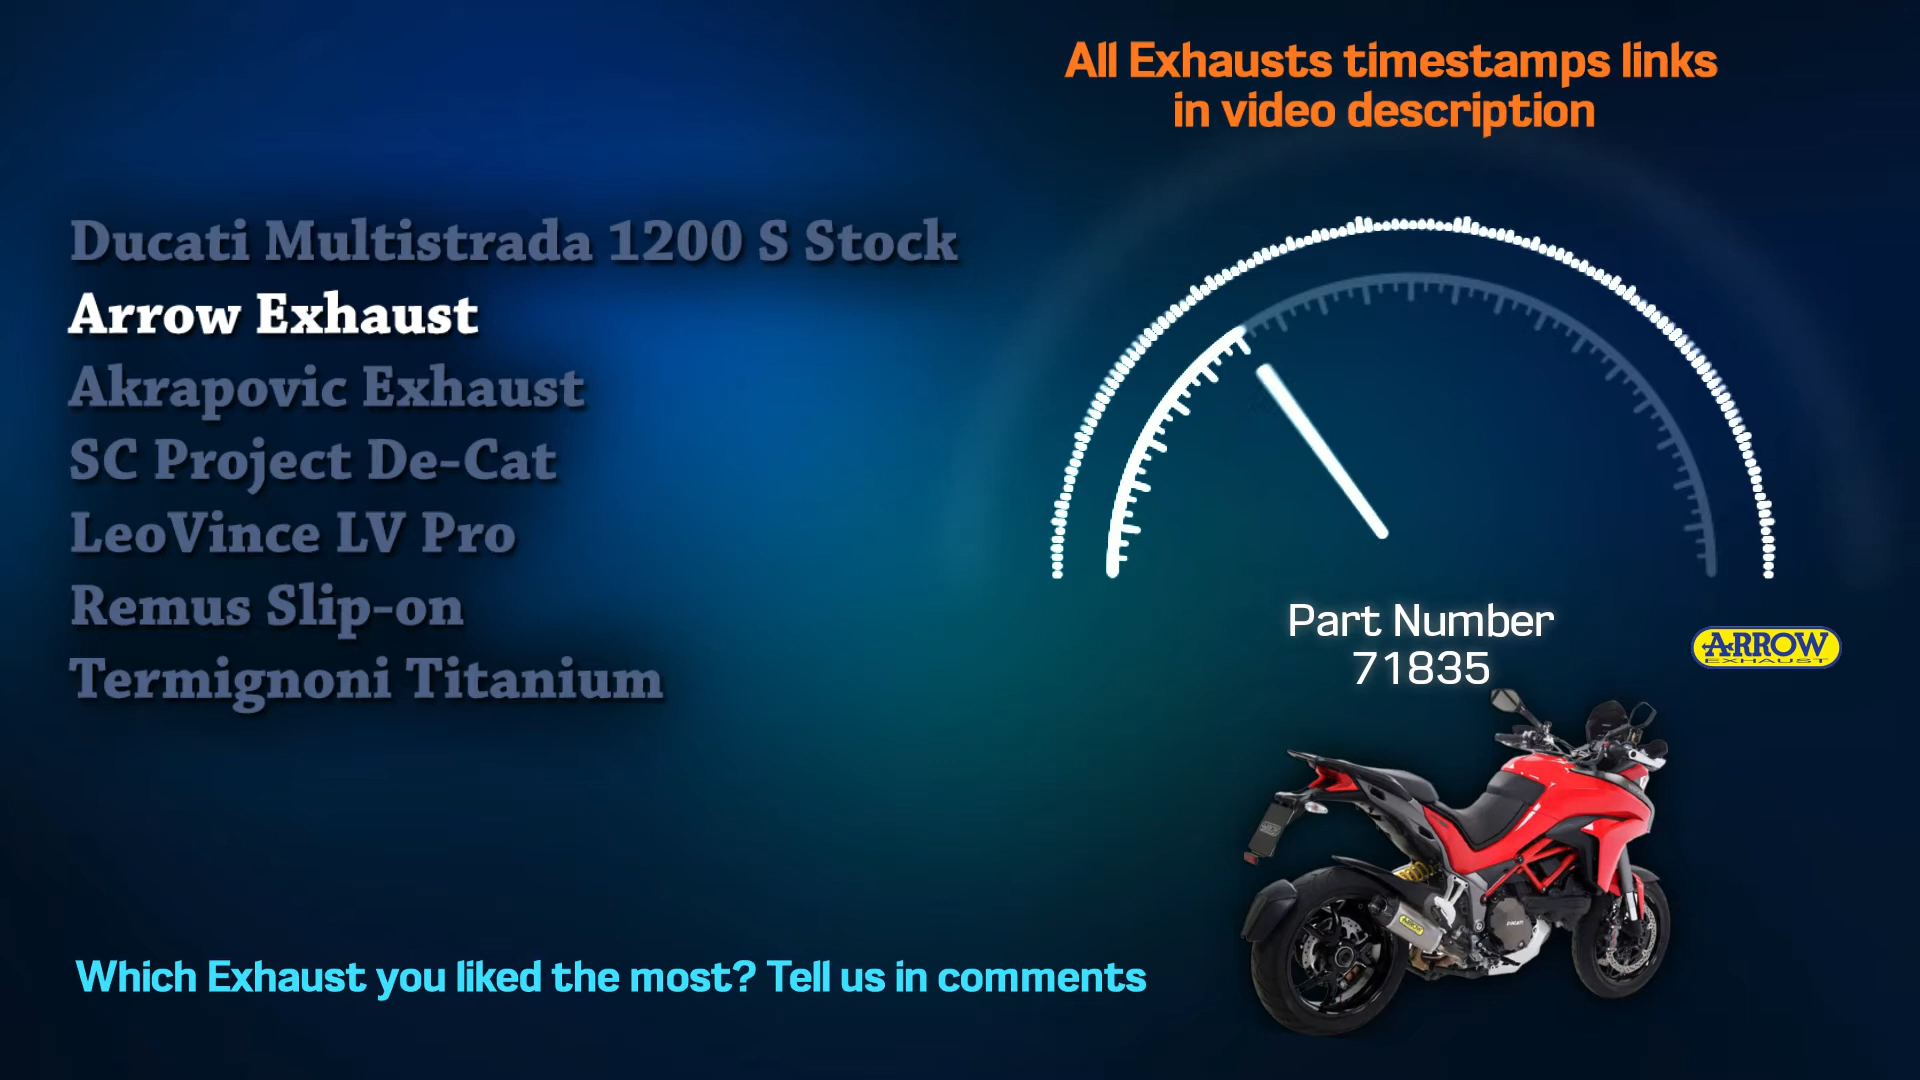 All Exhausts timestamps links
in video description
Ducati Multistrada 1200 S Stock
Arrow Exhaust
Akrapovic Exhaust
SC Project De-Cat
LeoVince LV Pro
Remus Slip-on
Termignoni Titanium
Part Number
71835
ARROW
EXHAUST
ARROW
Which Exhaust you liked the most? Tell us in comments